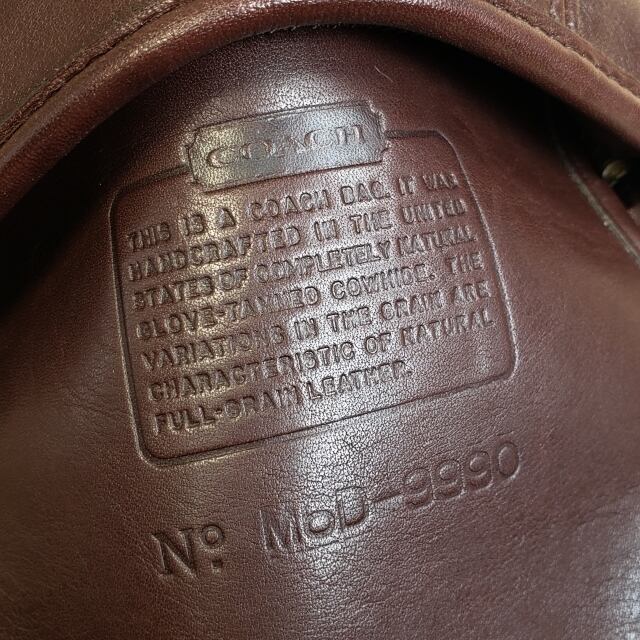 COACH
THIS IS A COACH BAG. IT WAS
HANDCRAFTED IN THE UNITED
STATES OF COMPLETELY NATURAL
GLOVE-TANNED COWHIDE. THE
VARIATIONS IN THE GRAIN ARE
CHARACTERISTIC OF NATURAL
FULL-GRAIN LEATHER.
No. MoD-9990